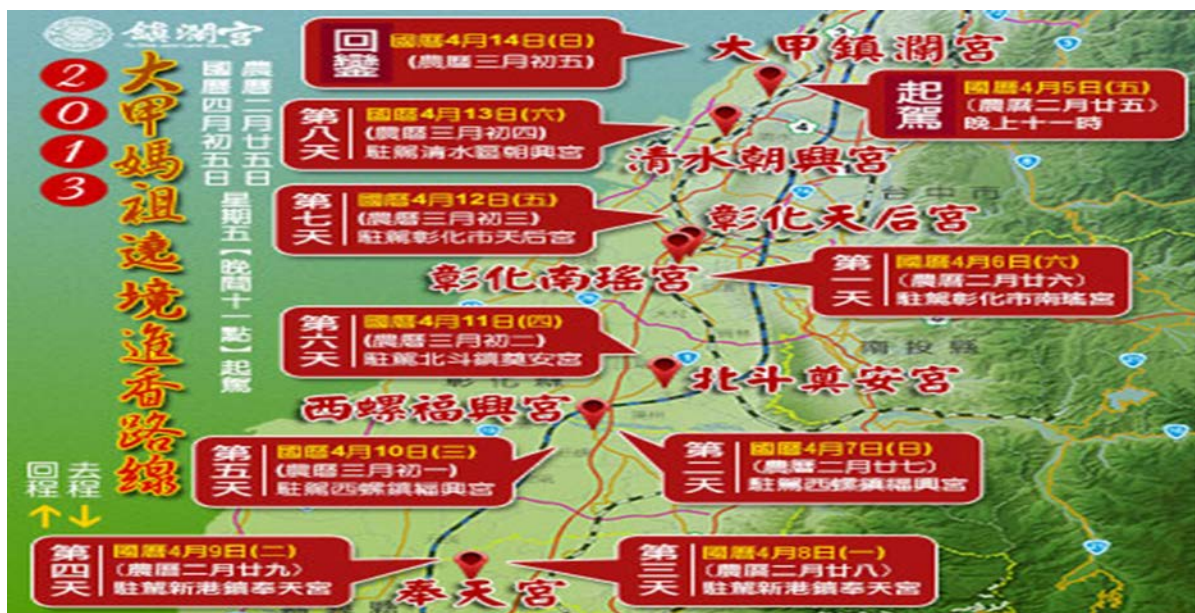 鎮瀾宮
2013
大甲媽祖遶境進香路線
農曆二月廿五日
國曆四月初五日
星期五【晚間十一點】起駕
去程
回程
回鑾
國曆4月14日(日)
(農曆三月初五)
大甲鎮瀾宮
起駕
國曆4月5日(五)
(農曆二月廿五)
晚上十一時
第八天
國曆4月13日(六)
(農曆三月初四)
駐駕清水區朝興宮
清水朝興宮
台中市
第七天
國曆4月12日(五)
(農曆三月初三)
駐駕彰化市天后宮
彰化天后宮
彰化南瑤宮
第一天
國曆4月6日(六)
(農曆二月廿六)
駐駕彰化市南瑤宮
第六天
國曆4月11日(四)
(農曆三月初二)
駐駕北斗鎮奠安宮
南投縣
彰化縣
北斗奠安宮
西螺福興宮
第五天
國曆4月10日(三)
(農曆三月初一)
駐駕西螺鎮福興宮
第二天
國曆4月7日(日)
(農曆二月廿七)
駐駕西螺鎮福興宮
第四天
國曆4月9日(二)
(農曆二月廿九)
駐駕新港鎮奉天宮
奉天宮
第三天
國曆4月8日(一)
(農曆二月廿八)
駐駕新港鎮奉天宮